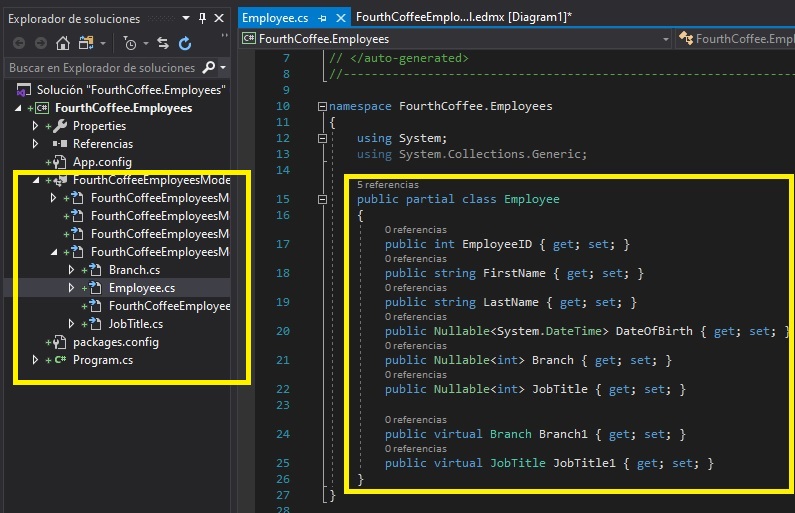 Explorador de soluciones
Buscar en Explorador de soluciones
Solución "FourthCoffee.Employees"
FourthCoffee.Employees
Properties
Referencias
App.config
FourthCoffeeEmployeesMode
FourthCoffeeEmployeesM
FourthCoffeeEmployeesM
FourthCoffeeEmployeesM
FourthCoffeeEmployeesM
Branch.cs
Employee.cs
FourthCoffeeEmployee
JobTitle.cs
packages.config
C# Program.cs
Employee.cs
FourthCoffeeEmplo...l.edmx [Diagram1]*
C# FourthCoffee.Employees
FourthCoffee.Empl
7 // </auto-generated>
8 //------------------------------------------------------------------------------
9
10 namespace FourthCoffee.Employees
11 {
12 using System;
13 using System.Collections.Generic;
14
5 referencias
15 public partial class Employee
16 {
0 referencias
17 public int EmployeeID { get; set; }
0 referencias
18 public string FirstName { get; set; }
0 referencias
19 public string LastName { get; set; }
0 referencias
20 public Nullable<System.DateTime> DateOfBirth { get; set; }
0 referencias
21 public Nullable<int> Branch { get; set; }
0 referencias
22 public Nullable<int> JobTitle { get; set; }
23
0 referencias
24 public virtual Branch Branch1 { get; set; }
0 referencias
25 public virtual JobTitle JobTitle1 { get; set; }
26 }
27 }
28